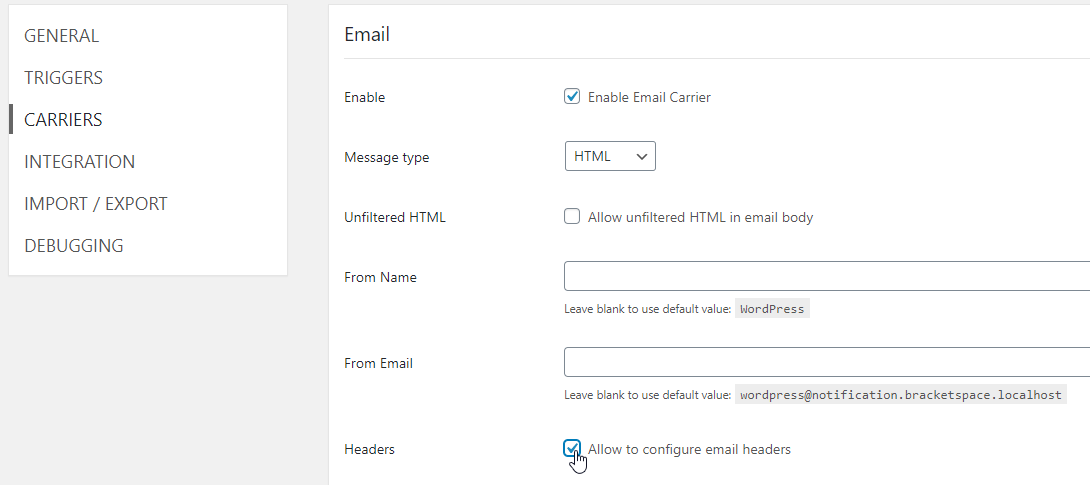 GENERAL
TRIGGERS
CARRIERS
INTEGRATION
IMPORT / EXPORT
DEBUGGING
Email
Enable
Enable Email Carrier
Message type
HTML
Unfiltered HTML
Allow unfiltered HTML in email body
From Name
Leave blank to use default value: WordPress
From Email
Leave blank to use default value: wordpress@notification.bracketspace.localhost
Headers
Allow to configure email headers